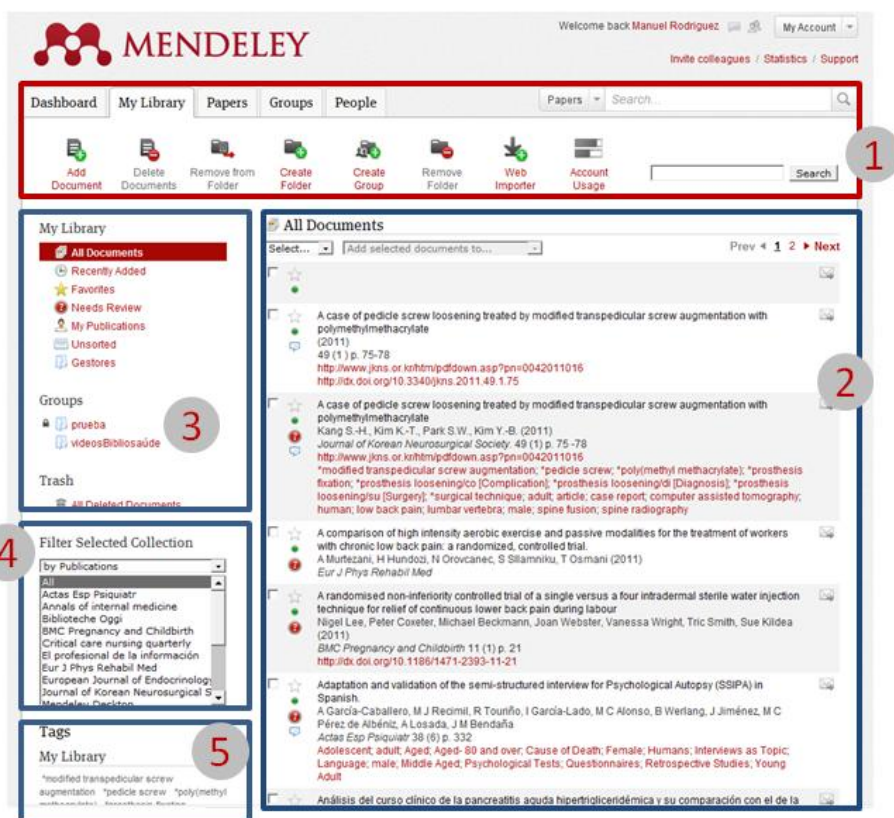 MENDELEY
Welcome back Manuel Rodriguez
My Account
Invite colleagues / Statistics / Support
Dashboard
My Library
Papers
Groups
People
Papers
Search...
1
Add
Document
Delete
Documents
Remove from
Folder
Create
Folder
Create
Group
Remove
Folder
Web
Importer
Account
Usage
Search
My Library
All Documents
Recently Added
Favorites
Needs Review
My Publications
Unsorted
Gestores
Groups
prueba
videosBibliosaúde
3
Trash
All Deleted Documents
4
Filter Selected Collection
by Publications
All
Actas Esp Psiquiatr
Annals of internal medicine
Biblioteche Oggi
BMC Pregnancy and Childbirth
Critical care nursing quarterly
El profesional de la información
Eur J Phys Rehabil Med
European Journal of Endocrinology
Journal of Korean Neurosurgical S
Mendeley Desktop
Tags
5
My Library
*modified transpedicular screw
augmentation *pedicle screw *poly(methyl
methacrylate) *prosthesis fixation
All Documents
Select...
Add selected documents to...
Prev 1 2 Next
2
A case of pedicle screw loosening treated by modified transpedicular screw augmentation with
polymethylmethacrylate
(2011)
49 (1 ) p. 75-78
http://www.jkns.or.kr/htm/pdfdown.asp?pn=0042011016
http://dx.doi.org/10.3340/jkns.2011.49.1.75
A case of pedicle screw loosening treated by modified transpedicular screw augmentation with
polymethylmethacrylate
Kang S.-H., Kim K.-T., Park S.W., Kim Y.-B. (2011)
Journal of Korean Neurosurgical Society. 49 (1) p. 75 -78
http://www.jkns.or.kr/htm/pdfdown.asp?pn=0042011016
*modified transpedicular screw augmentation; *pedicle screw; *poly(methyl methacrylate); *prosthesis
fixation; *prosthesis loosening/co [Complication]; *prosthesis loosening/di [Diagnosis]; *prosthesis
loosening/su [Surgery]; *surgical technique; adult; article; case report; computer assisted tomography;
human; low back pain; lumbar vertebra; male; spine fusion; spine radiography
A comparison of high intensity aerobic exercise and passive modalities for the treatment of workers
with chronic low back pain: a randomized, controlled trial.
A Murtezani, H Hundozi, N Orovcanec, S Sllamniku, T Osmani (2011)
Eur J Phys Rehabil Med
A randomised non-inferiority controlled trial of a single versus a four intradermal sterile water injection
technique for relief of continuous lower back pain during labour
Nigel Lee, Peter Coxeter, Michael Beckmann, Joan Webster, Vanessa Wright, Tric Smith, Sue Kildea
(2011)
BMC Pregnancy and Childbirth 11 (1) p. 21
http://dx.doi.org/10.1186/1471-2393-11-21
Adaptation and validation of the semi-structured interview for Psychological Autopsy (SSIPA) in
Spanish.
A García-Caballero, M J Recimil, R Touriño, I García-Lado, M C Alonso, B Werlang, J Jiménez, M C
Pérez de Albéniz, A Losada, J M Bendaña
Actas Esp Psiquiatr 38 (6) p. 332
Adolescent; adult; Aged; Aged- 80 and over; Cause of Death; Female; Humans; Interviews as Topic;
Language; male; Middle Aged; Psychological Tests; Questionnaires; Retrospective Studies; Young
Adult
Análisis del curso clínico de la pancreatitis aguda hipertrigliceridémica y su comparación con el de la